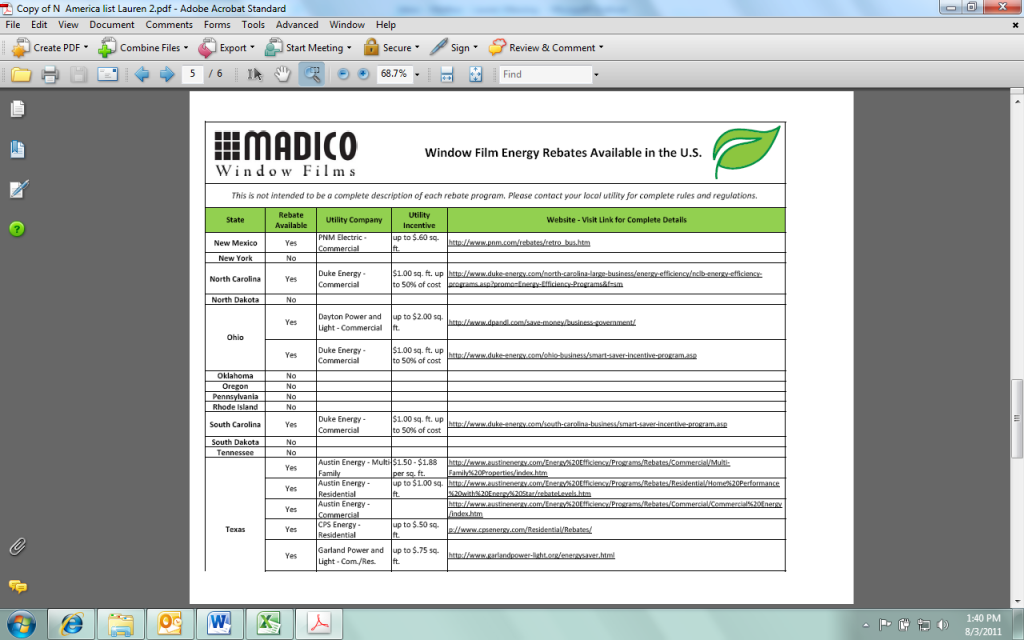 Copy of N  America list Lauren 2.pdf - Adobe Acrobat Standard
File Edit View Document Comments Forms Tools Advanced Window Help
Create PDF Combine Files Export Start Meeting Secure Sign Review & Comment
5 / 6 68.7% Find
MADICO
Window Films
Window Film Energy Rebates Available in the U.S.
This is not intended to be a complete description of each rebate program. Please contact your local utility for complete rules and regulations.
State Rebate Available Utility Company Utility Incentive Website - Visit Link for Complete Details
New Mexico Yes PNM Electric - Commercial up to $.60 sq. ft. http://www.pnm.com/rebates/retro_bus.htm
New York No
North Carolina Yes Duke Energy - Commercial $1.00 sq. ft. up to 50% of cost http://www.duke-energy.com/north-carolina-large-business/energy-efficiency/nclb-energy-efficiency-programs.asp?promo=Energy-Efficiency-Programs&f=sm
North Dakota No
Ohio
Yes Dayton Power and Light - Commercial up to $2.00 sq. ft. http://www.dpandl.com/save-money/business-government/
Yes Duke Energy - Commercial $1.00 sq. ft. up to 50% of cost http://www.duke-energy.com/ohio-business/smart-saver-incentive-program.asp
Oklahoma No
Oregon No
Pennsylvania No
Rhode Island No
South Carolina Yes Duke Energy - Commercial $1.00 sq. ft. up to 50% of cost http://www.duke-energy.com/south-carolina-business/smart-saver-incentive-program.asp
South Dakota No
Tennessee No
Texas
Yes Austin Energy - Multi-Family $1.50 - $1.88 per sq. ft. http://www.austinenergy.com/Energy%20Efficiency/Programs/Rebates/Commercial/Multi-Family%20Properties/index.htm
Yes Austin Energy - Residential up to $1.00 sq. ft. http://www.austinenergy.com/Energy%20Efficiency/Programs/Rebates/Residential/Home%20Performance%20with%20Energy%20Star/rebateLevels.htm
Yes Austin Energy - Commercial http://www.austinenergy.com/Energy%20Efficiency/Programs/Rebates/Commercial/Commercial%20Energy/index.htm
Yes CPS Energy - Residential up to $.50 sq. ft. p://www.cpsenergy.com/Residential/Rebates/
Yes Garland Power and Light - Com./Res. up to $.75 sq. ft. http://www.garlandpower-light.org/energysaver.html
1:40 PM
8/3/2011